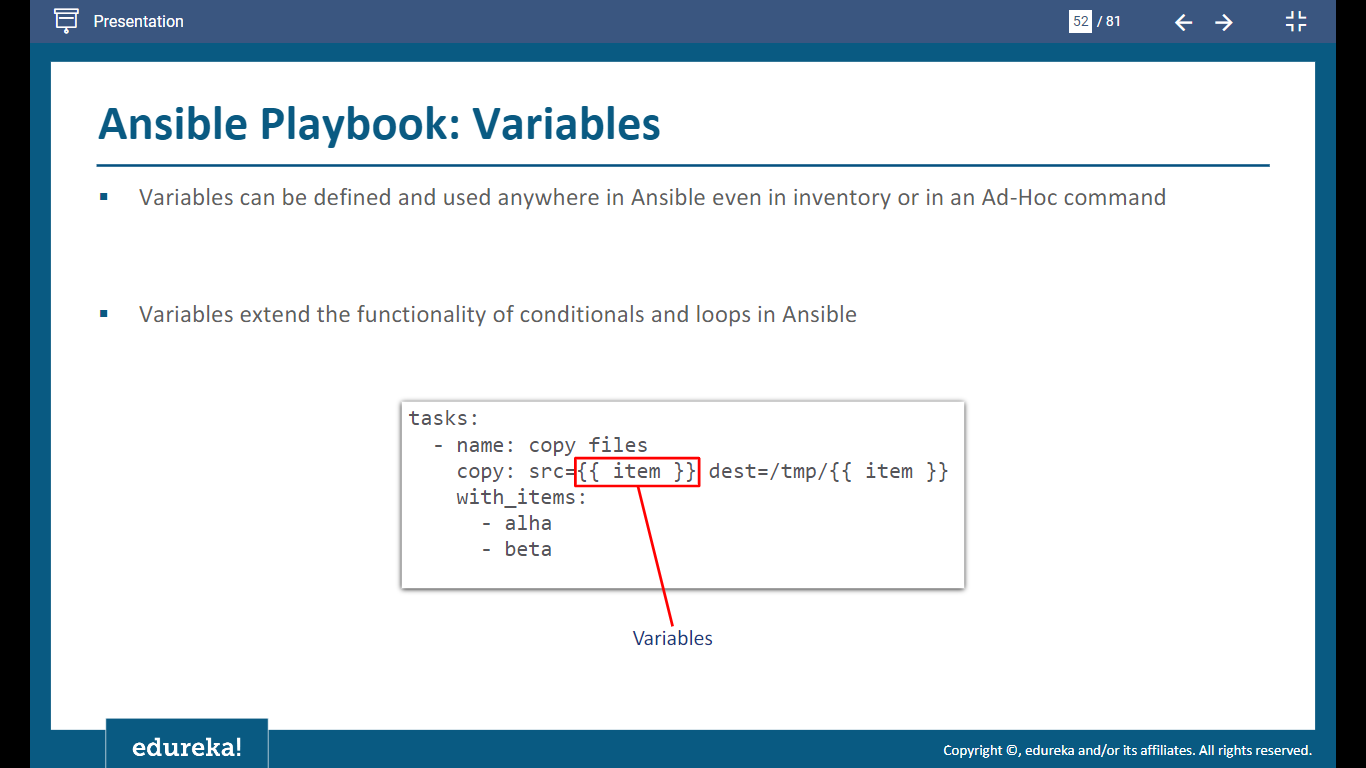 Presentation
52 / 81
Ansible Playbook: Variables
▪ Variables can be defined and used anywhere in Ansible even in inventory or in an Ad-Hoc command
▪ Variables extend the functionality of conditionals and loops in Ansible
tasks:
  - name: copy files
    copy: src={{ item }} dest=/tmp/{{ item }}
    with_items:
      - alha
      - beta
Variables
edureka!
Copyright ©, edureka and/or its affiliates. All rights reserved.